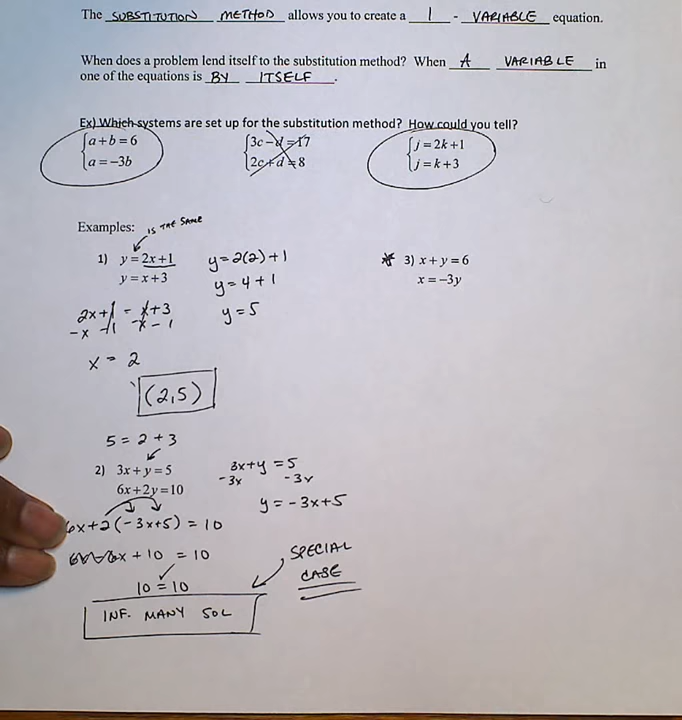 The SUBSTITUTION METHOD allows you to create a 1 - VARIABLE equation.
When does a problem lend itself to the substitution method? When A VARIABLE in
one of the equations is BY ITSELF.
Ex) Which systems are set up for the substitution method? How could you tell?
a + b = 6
a = -3b
3c - d = 17
2c + d = 8
j = 2k + 1
j = k + 3
Examples:
IS THE SAME
1) y = 2x + 1
y = x + 3
2x + 1 = x + 3
-x - 1 -x - 1
x = 2
(2,5)
5 = 2 + 3
y = 2(2) + 1
y = 4 + 1
y = 5
* 3) x + y = 6
x = -3y
2) 3x + y = 5
6x + 2y = 10
6x + 2(-3x + 5) = 10
6x - 6x + 10 = 10
10 = 10
INF. MANY SOL
3x + y = 5
-3x -3x
y = -3x + 5
SPECIAL
CASE